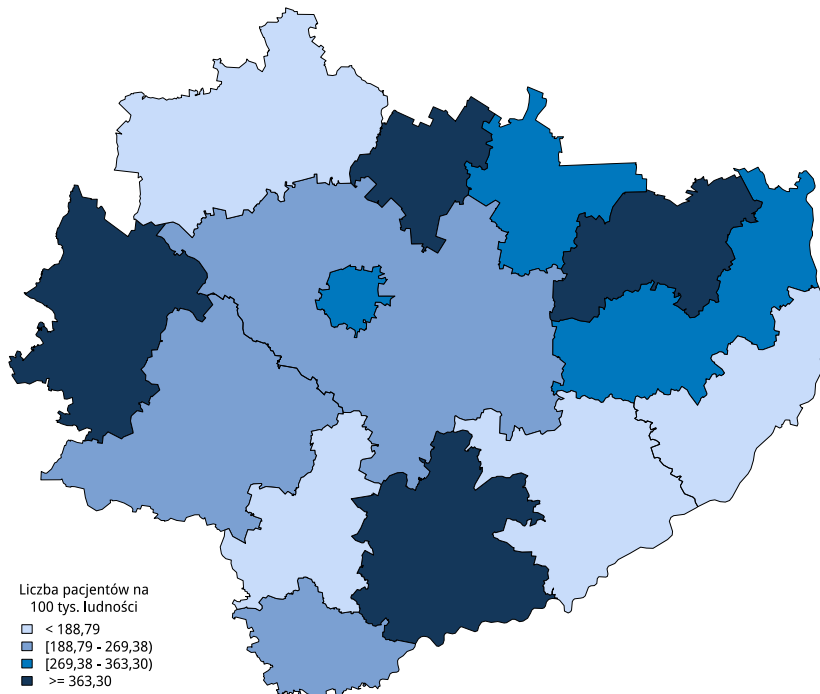 Liczba pacjentów na
100 tys. ludności
< 188,79
[188,79 - 269,38)
[269,38 - 363,30)
>= 363,30